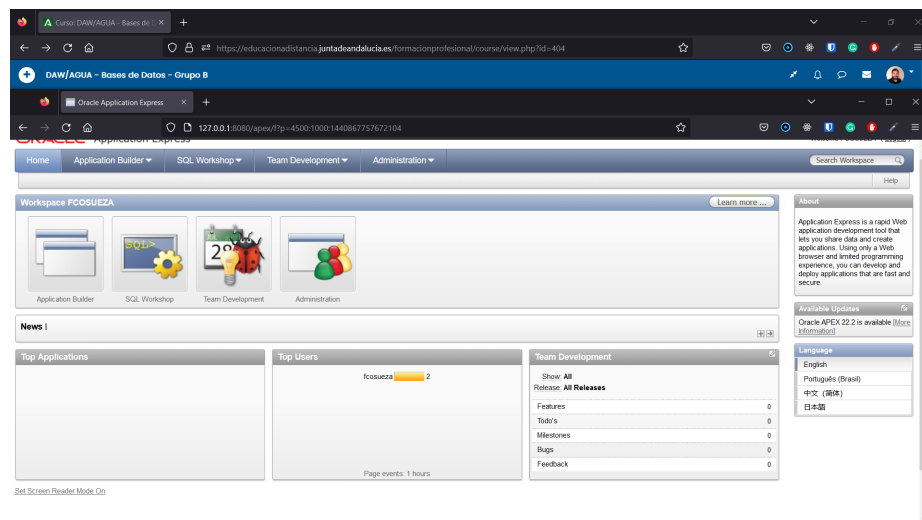 Curso: DAW/AGUA - Bases de D
https://educacionadistancia.juntadeandalucia.es/formacionprofesional/course/view.php?id=404
DAW/AGUA - Bases de Datos - Grupo B
Oracle Application Express
127.0.0.1:8080/apex/f?p=4500:1000:1440867757672104
ORACLE Application Express
Home Application Builder SQL Workshop Team Development Administration Search Workspace
Help
Workspace FCOSUEZA Learn more ...
SQL>
28
Application Builder SQL Workshop Team Development Administration
About
Application Express is a rapid Web
application development tool that
lets you share data and create
applications. Using only a Web
browser and limited programming
experience, you can develop and
deploy applications that are fast and
secure.
Available Updates
Oracle APEX 22.2 is available [More
Information]
News |
Language
English
Português (Brasil)
中文 (简体)
日本語
Top Applications
Top Users
fcosueza 2
Page events: 1 hours
Team Development
Show: All
Release: All Releases
Features 0
Todo's 0
Milestones 0
Bugs 0
Feedback 0
Set Screen Reader Mode On